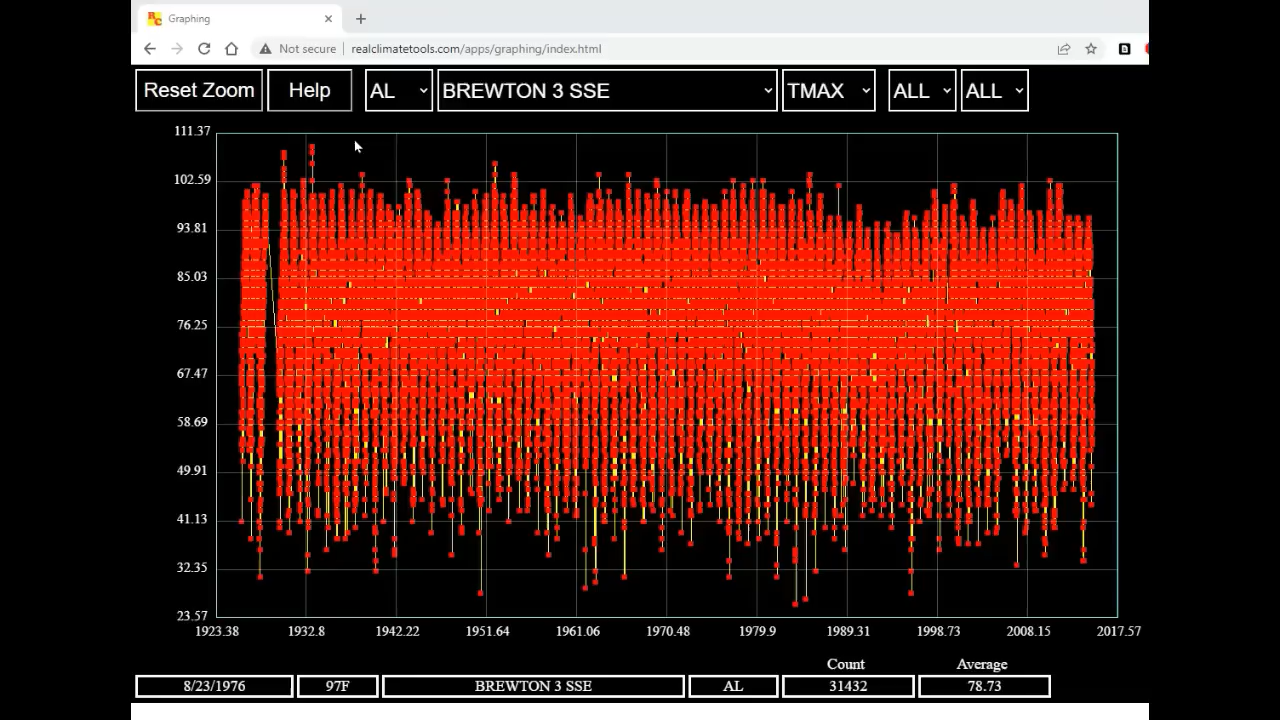 Graphing
Not secure realclimatetools.com/apps/graphing/index.html
Reset Zoom Help AL BREWTON 3 SSE TMAX ALL ALL
111.37
102.59
93.81
85.03
76.25
67.47
58.69
49.91
41.13
32.35
23.57
1923.38 1932.8 1942.22 1951.64 1961.06 1970.48 1979.9 1989.31 1998.73 2008.15 2017.57
Count Average
8/23/1976 97F BREWTON 3 SSE AL 31432 78.73